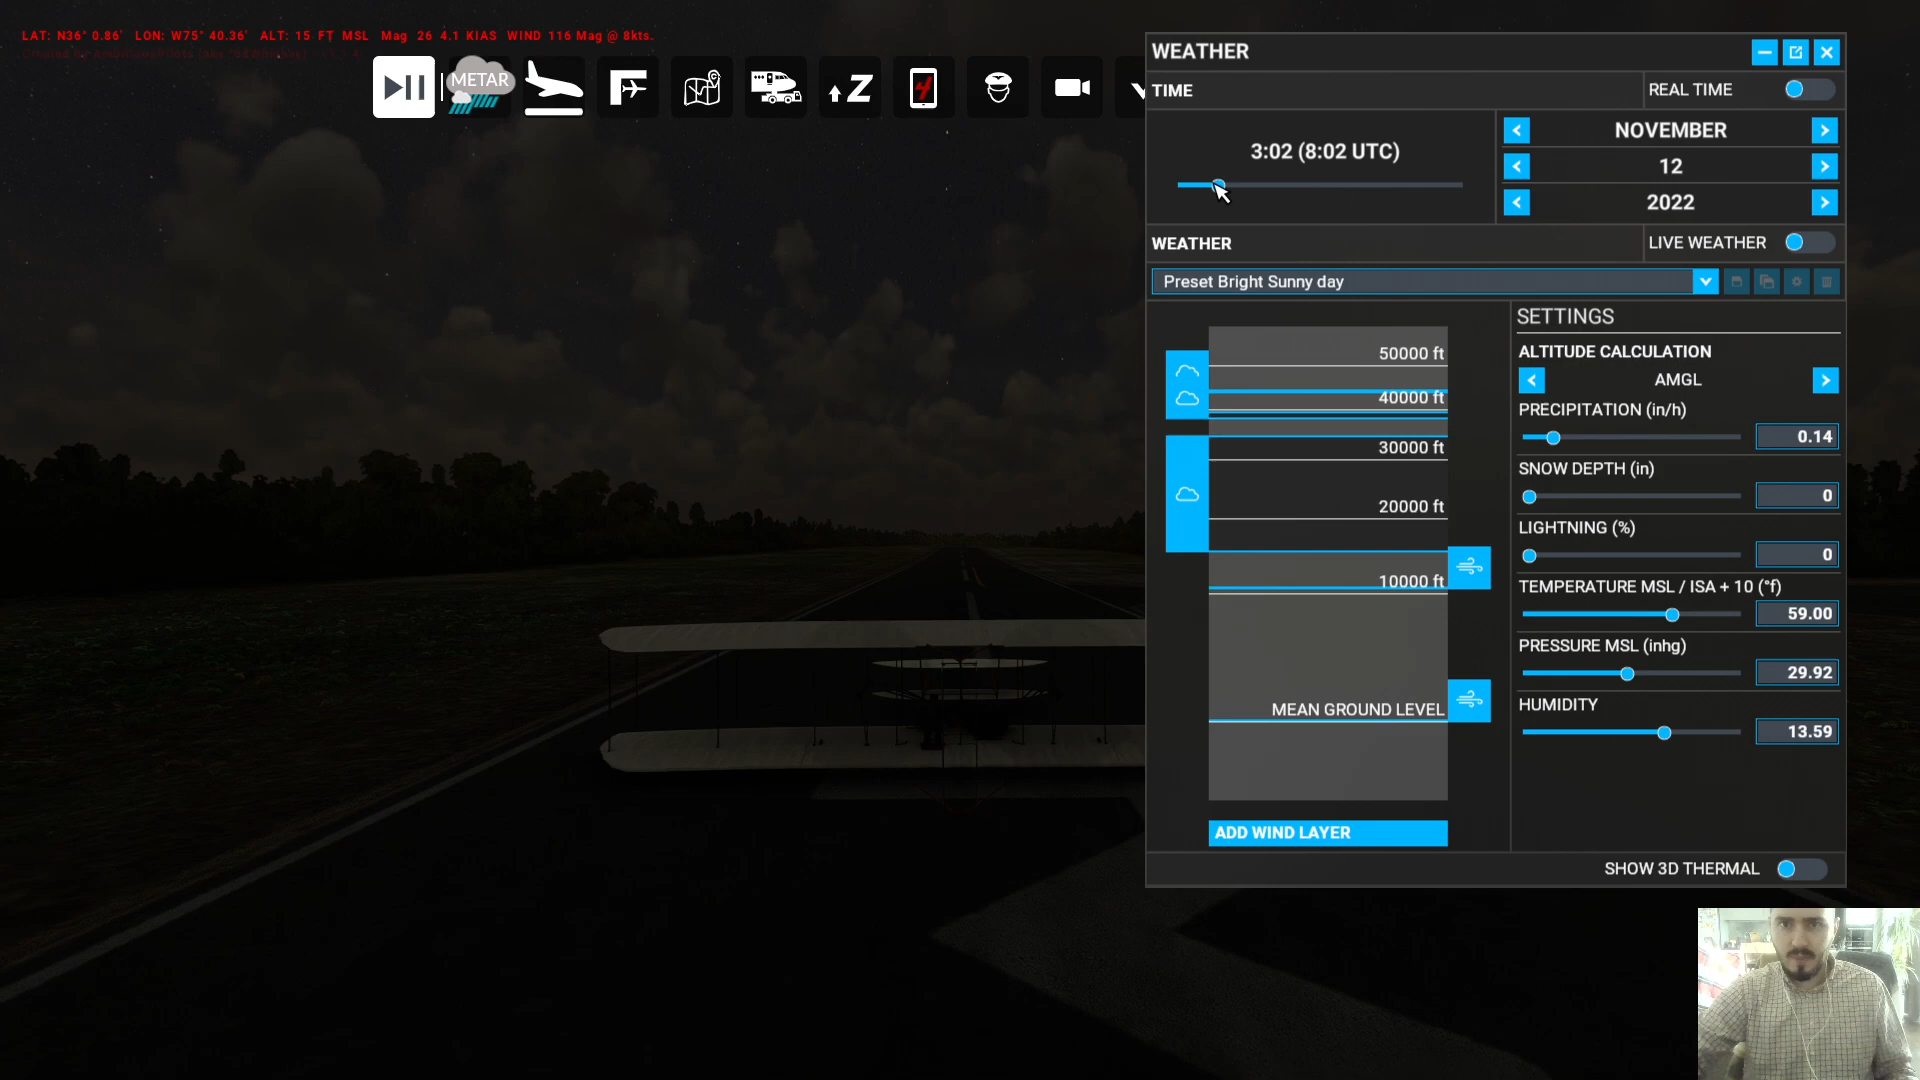 LAT: N36° 0.86' LON: W75° 40.36' ALT: 15 FT MSL Mag 26 4.1 KIAS WIND 116 Mag @ 8kts.
METAR
Z
WEATHER
TIME
REAL TIME
3:02 (8:02 UTC)
NOVEMBER
12
2022
WEATHER
LIVE WEATHER
Preset Bright Sunny day
50000 ft
40000 ft
30000 ft
20000 ft
10000 ft
MEAN GROUND LEVEL
ADD WIND LAYER
SETTINGS
ALTITUDE CALCULATION
AMGL
PRECIPITATION (in/h)
0.14
SNOW DEPTH (in)
0
LIGHTNING (%)
0
TEMPERATURE MSL / ISA + 10 (°f)
59.00
PRESSURE MSL (inhg)
29.92
HUMIDITY
13.59
SHOW 3D THERMAL